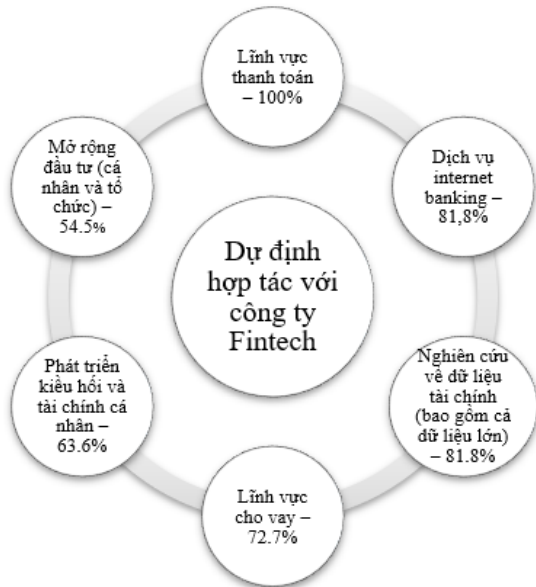 Lĩnh vực
thanh toán
– 100%
Dịch vụ
internet
banking –
81,8%
Nghiên cứu
về dữ liệu
tài chính
(bao gồm cả
dữ liệu lớn)
– 81.8%
Lĩnh vực
cho vay –
72.7%
Phát triển
kiều hối và
tài chính cá
nhân –
63.6%
Mở rộng
đầu tư (cá
nhân và tổ
chức) –
54.5%
Dự định
hợp tác với
công ty
Fintech